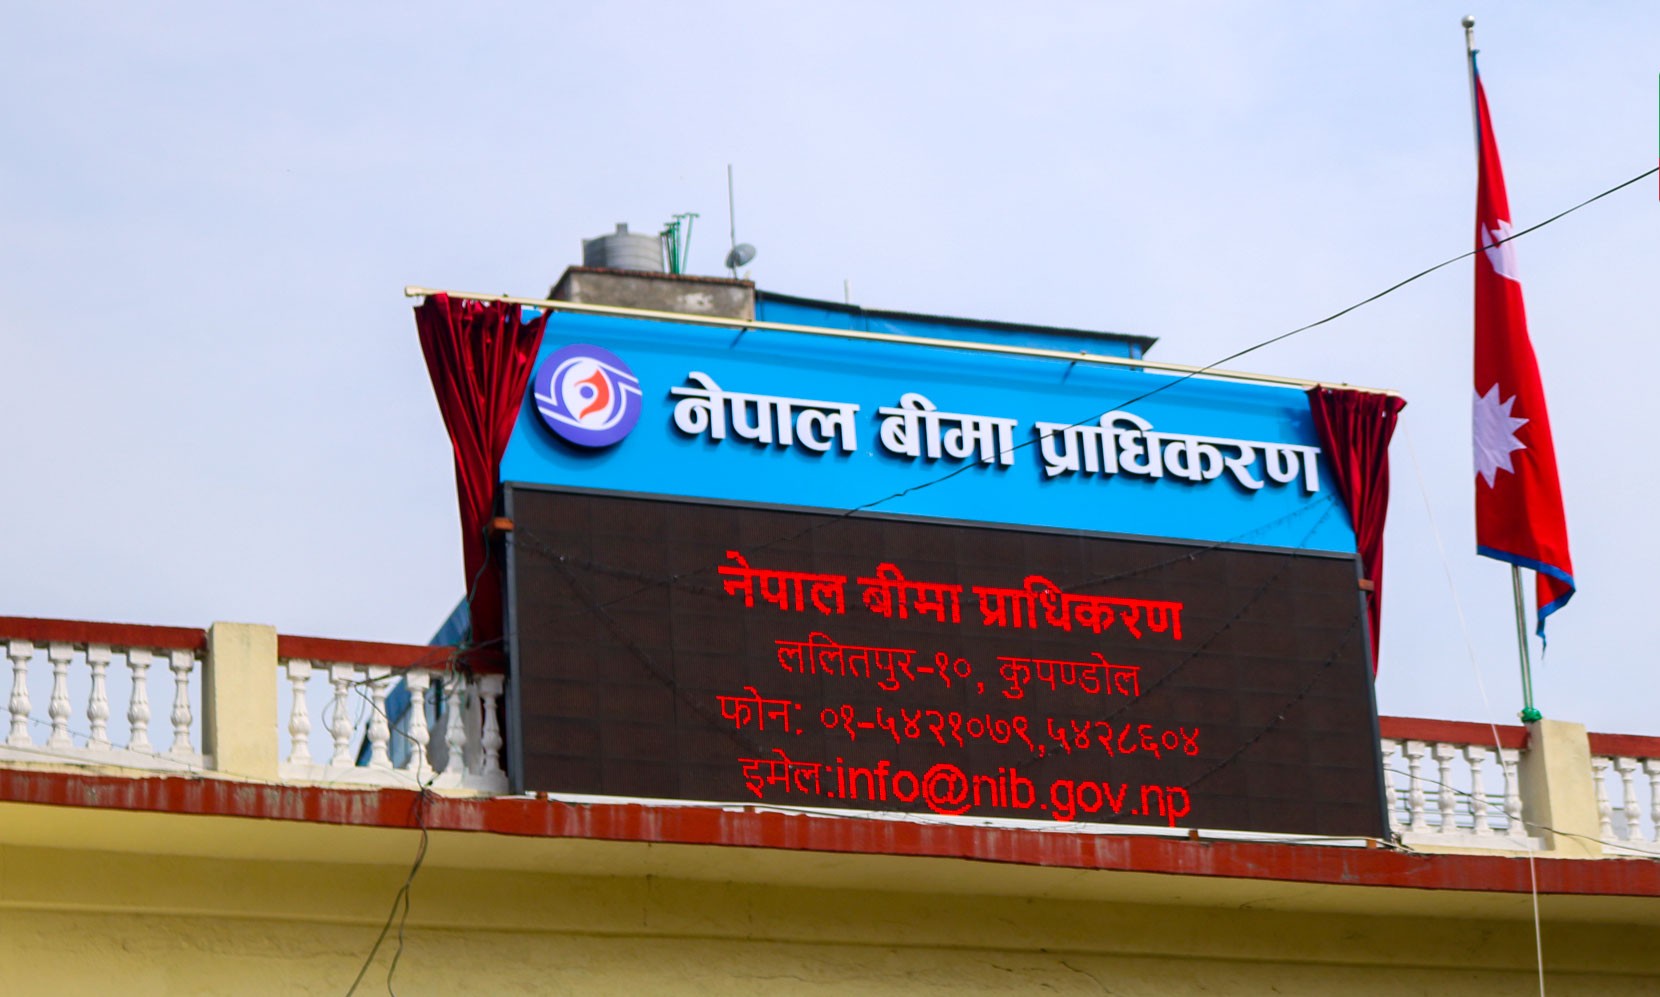 नेपाल बीमा प्राधिकरण
नेपाल बीमा प्राधिकरण
ललितपुर-१०, कुपण्डोल
फोन: ०१-५४२१०७९,५४२८६०४
इमेल:info@nib.gov.np